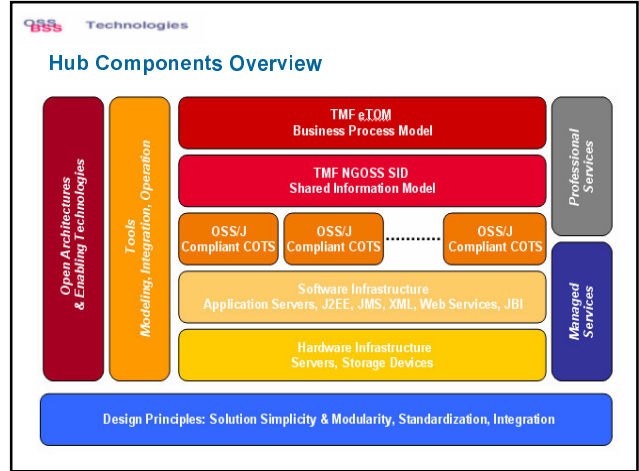 OSS
BSS
Technologies
Hub Components Overview
Open Architectures
& Enabling Technologies
Tools
Modeling, Integration, Operation
TMF eTOM
Business Process Model
TMF NGOSS SID
Shared Information Model
OSS/J
Compliant COTS
OSS/J
Compliant COTS
OSS/J
Compliant COTS
Software Infrastructure
Application Servers, J2EE, JMS, XML, Web Services, JBI
Hardware Infrastructure
Servers, Storage Devices
Professional
Services
Managed
Services
Design Principles: Solution Simplicity & Modularity, Standardization, Integration